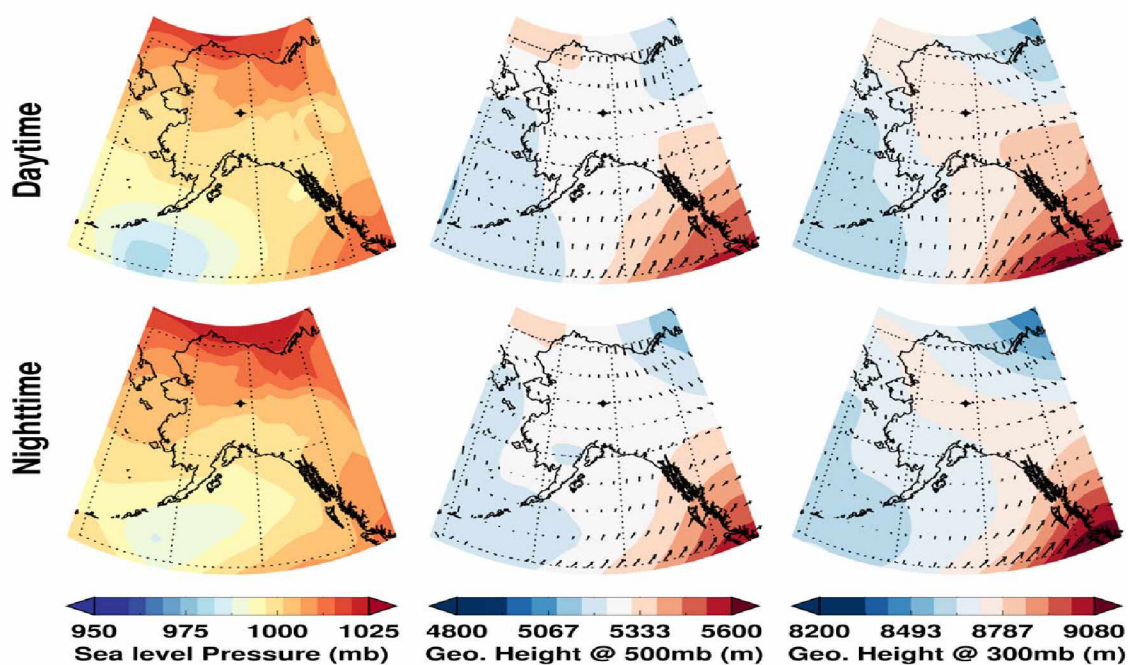 Daytime
Nighttime
950 975 1000 1025
Sea level Pressure (mb)
4800 5067 5333 5600
Geo. Height @ 500mb (m)
8200 8493 8787 9080
Geo. Height @ 300mb (m)